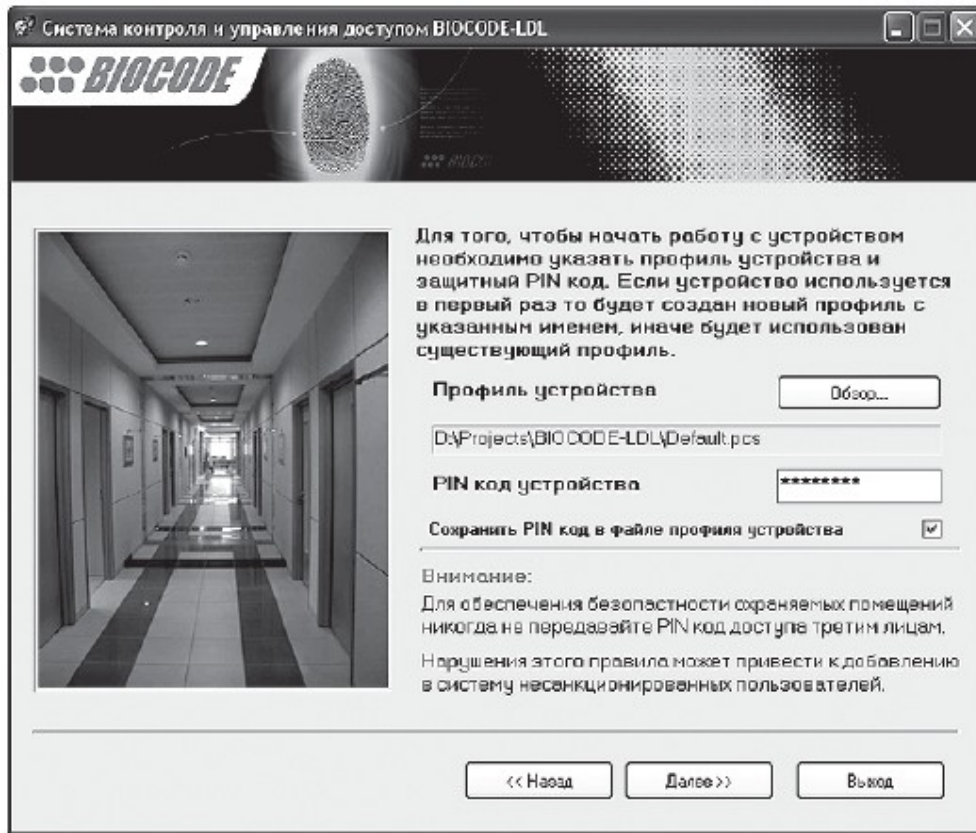 Система контроля и управления доступом BIOCODE-LDL
BIOCODE
Для того, чтобы начать работу с устройством
необходимо указать профиль устройства и
защитный PIN код. Если устройство используется
в первый раз то будет создан новый профиль с
указанным именем, иначе будет использован
существующий профиль.
Профиль устройства
Обзор...
D:\Projects\BIOCODE-LDL\Default.pcs
PIN код устройства
********
Сохранить PIN код в файле профиля устройства
Внимание:
Для обеспечения безопастности охраняемых помещений
никогда не передавайте PIN код доступа третим лицам.
Нарушения этого правила может привести к добавлению
в систему несанкционированных пользователей.
<< Назад
Далее >>
Выход